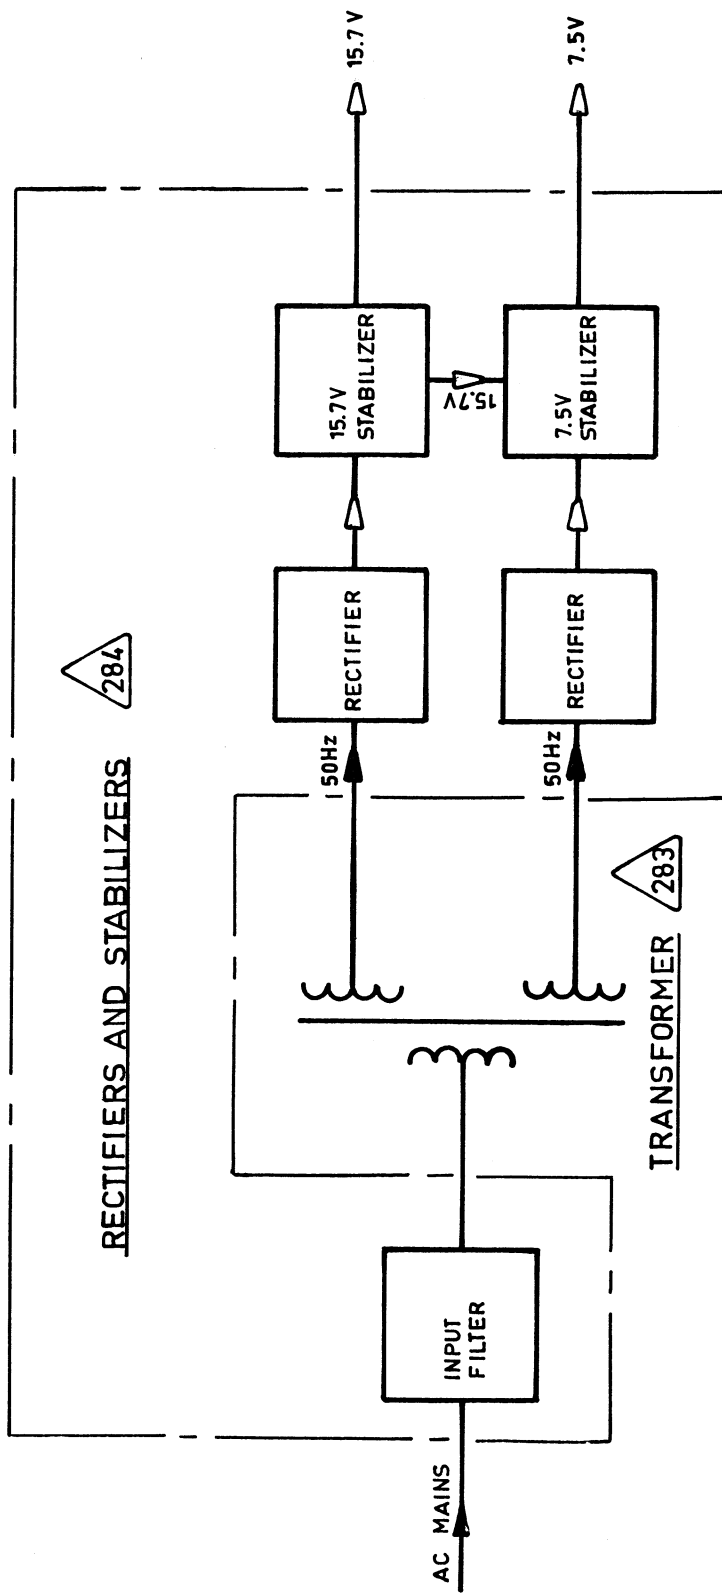 RECTIFIERS AND STABILIZERS
284
AC MAINS
INPUT
FILTER
50Hz
RECTIFIER
15.7V
STABILIZER
15.7V
15.7V
50Hz
RECTIFIER
7.5V
STABILIZER
7.5V
TRANSFORMER
283